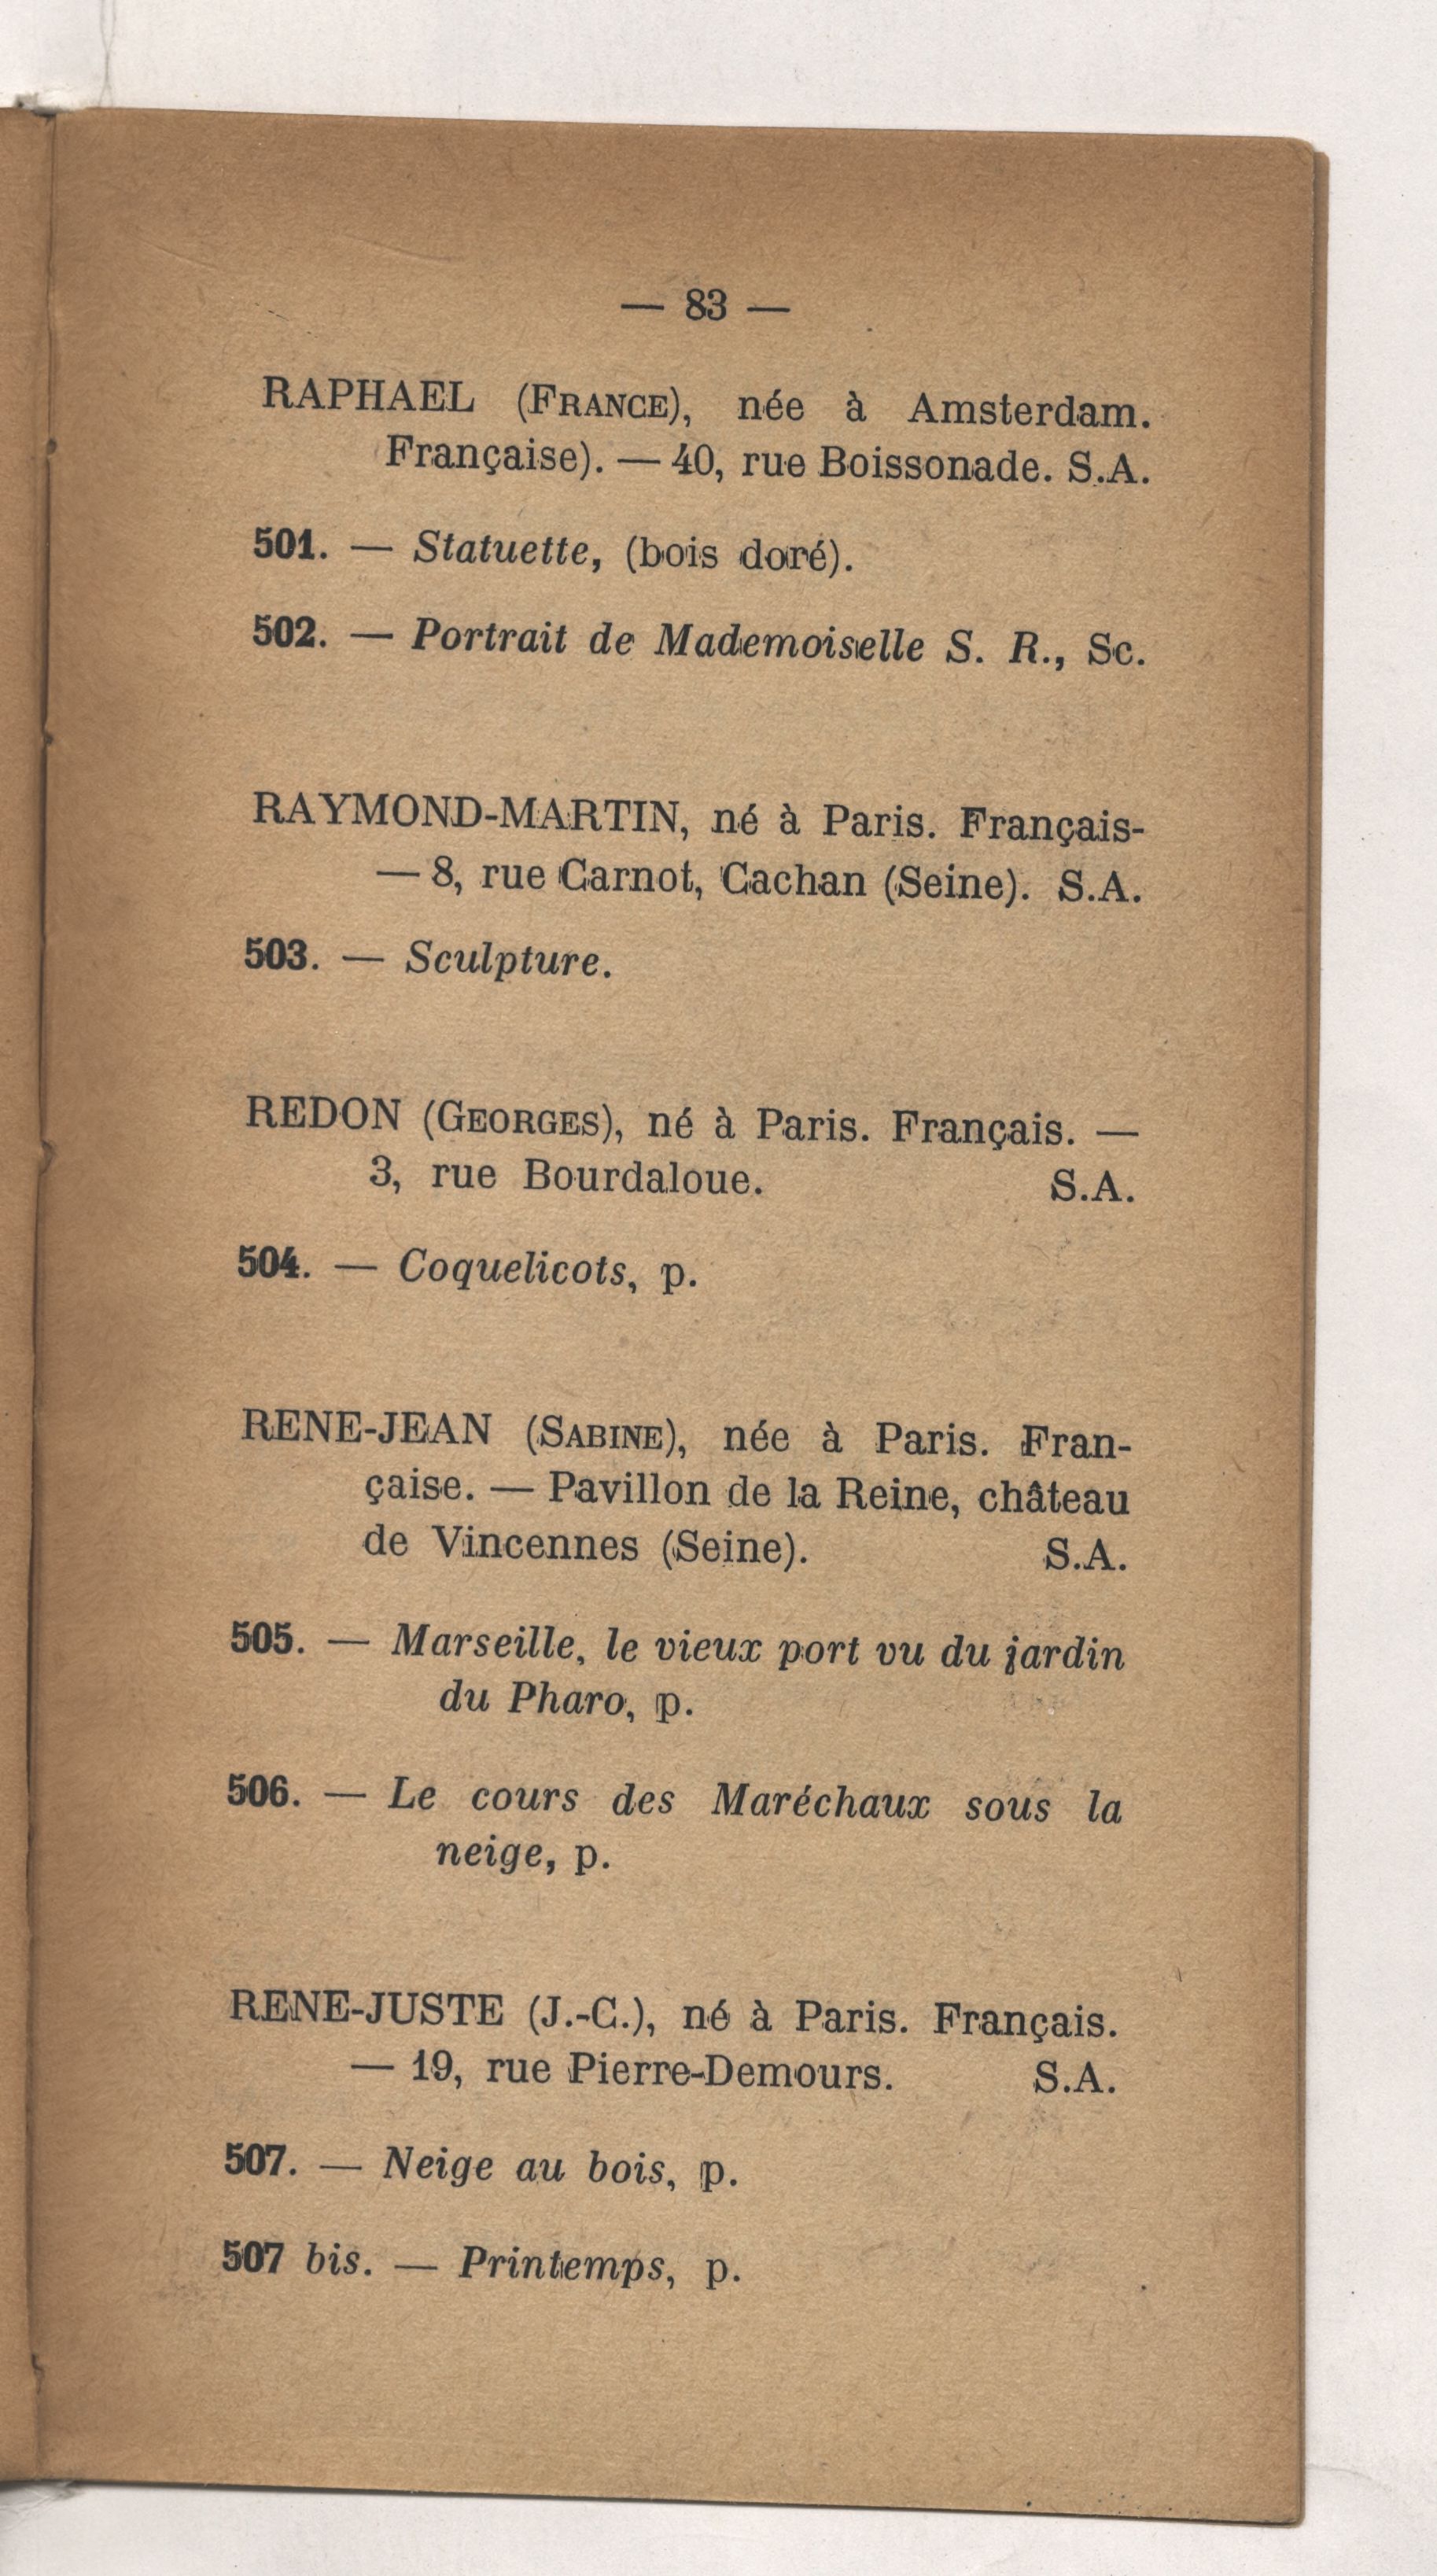 — 83 —
RAPHAEL (FRANCE), née à Amsterdam.
Française). — 40, rue Boissonade. S.A.
501. — Statuette, (bois doré).
502. — Portrait de Mademoiselle S. R., Sc.
RAYMOND-MARTIN, né à Paris. Français-
— 8, rue Carnot, Cachan (Seine). S.A.
503. — Sculpture.
REDON (GEORGES), né à Paris. Français. —
3, rue Bourdaloue. S.A.
504. — Coquelicots, p.
RENE-JEAN (SABINE), née à Paris. Fran-
çaise. — Pavillon de la Reine, château
de Vincennes (Seine). S.A.
505. — Marseille, le vieux port vu du jardin
du Pharo, p.
506. — Le cours des Maréchaux sous la
neige, p.
RENE-JUSTE (J.-C.), né à Paris. Français.
— 19, rue Pierre-Demours. S.A.
507. — Neige au bois, p.
507 bis. — Printemps, p.